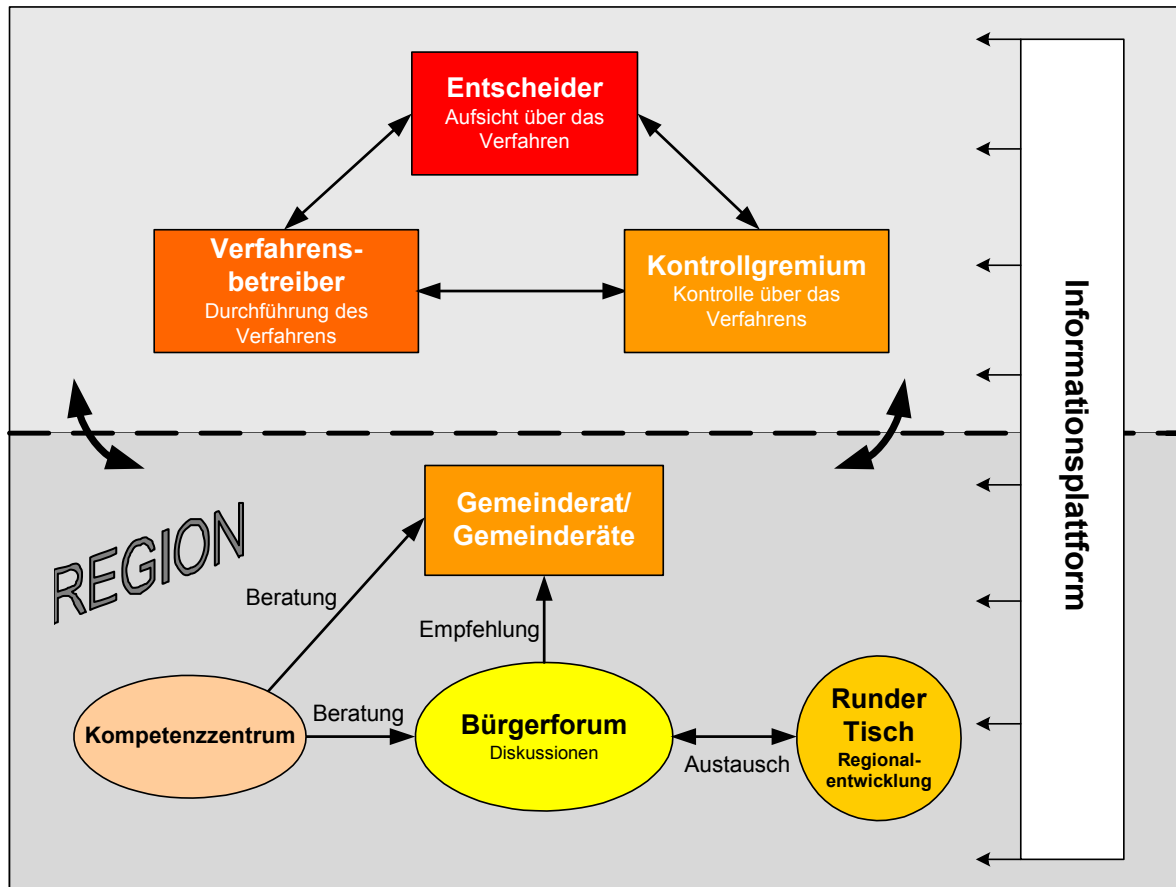 Entscheider
Aufsicht über das
Verfahren
Verfahrens-
betreiber
Durchführung des
Verfahrens
Kontrollgremium
Kontrolle über das
Verfahrens
Informationsplattform
REGION
Gemeinderat/
Gemeinderäte
Beratung
Empfehlung
Kompetenzzentrum
Beratung
Bürgerforum
Diskussionen
Austausch
Runder
Tisch
Regional-
entwicklung